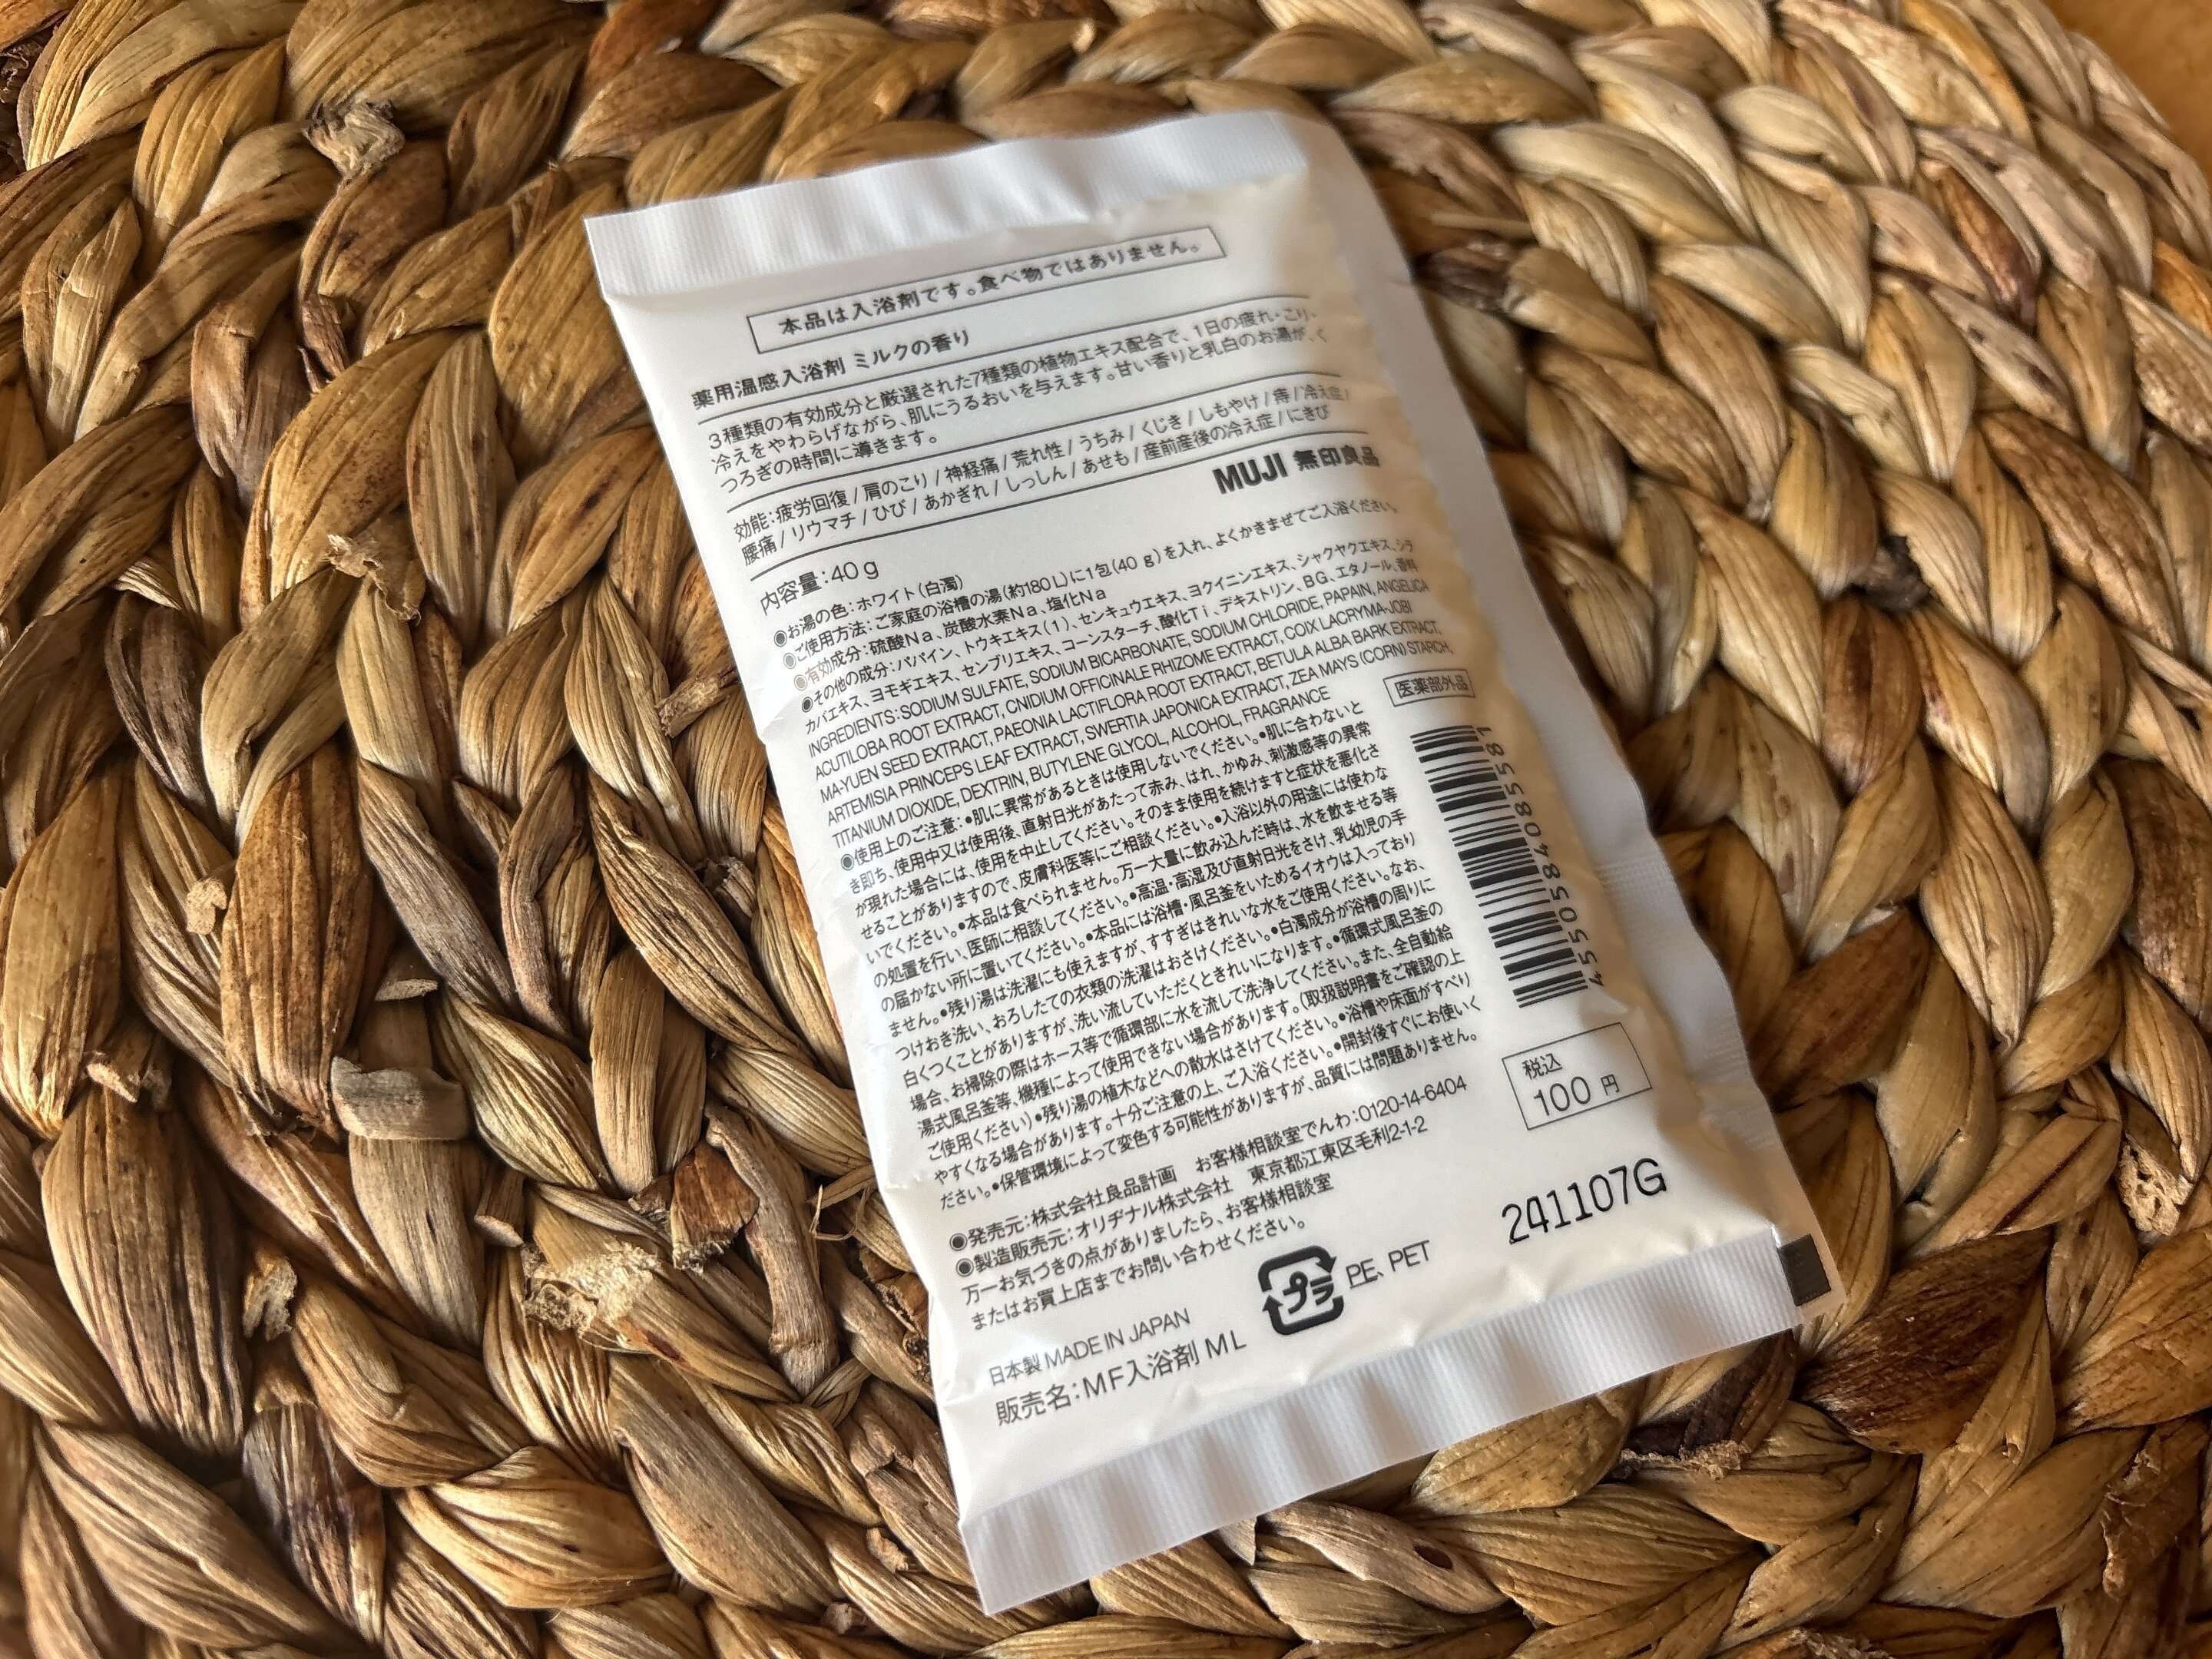 本品は入浴剤です。食べ物ではありません。
薬用温感入浴剤 ミルクの香り
3種類の有効成分と厳選された7種類の植物エキス配合で、1日の疲れ・こり・
冷えをやわらげながら、肌にうるおいを与えます。甘い香りと乳白のお湯が、く
つろぎの時間に導きます。
効能:疲労回復/肩のこり/神経痛/荒れ性/うちみ/くじき/しもやけ/痔/冷え症/
腰痛/リウマチ/ひび/あかぎれ/しっしん/あせも/産前産後の冷え症/にきび
MUJI 無印良品
内容量:40g
◉お湯の色:ホワイト(白濁)
◉ご使用方法:ご家庭の浴槽の湯(約180L)に1包(40 g)を入れ、よくかきまぜてご入浴ください。
◉有効成分:硫酸Na、炭酸水素Na、塩化Na
◉その他の成分:パパイン、トウキエキス(1)、センキュウエキス、ヨクイニンエキス、シャクヤクエキス、シラ
カバエキス、ヨモギエキス、センブリエキス、コーンスターチ、酸化Ti、デキストリン、BG、エタノール、香料
INGREDIENTS: SODIUM SULFATE, SODIUM BICARBONATE, SODIUM CHLORIDE, PAPAIN, ANGELICA
ACUTILOBA ROOT EXTRACT, CNIDIUM OFFICINALE RHIZOME EXTRACT, COIX LACRYMA-JOBI
MA-YUEN SEED EXTRACT, PAEONIA LACTIFLORA ROOT EXTRACT, BETULA ALBA BARK EXTRACT,
ARTEMISIA PRINCEPS LEAF EXTRACT, SWERTIA JAPONICA EXTRACT, ZEA MAYS (CORN) STARCH,
TITANIUM DIOXIDE, DEXTRIN, BUTYLENE GLYCOL, ALCOHOL, FRAGRANCE
◉使用上のご注意:•肌に異常があるときは使用しないでください。•肌に合わないと
き即ち、使用中又は使用後、直射日光があたって赤み、はれ、かゆみ、刺激感等の異常
が現れた場合には、使用を中止してください。そのまま使用を続けますと症状を悪化さ
せることがありますので、皮膚科医等にご相談ください。•入浴以外の用途には使わな
いでください。•本品は食べられません。万一大量に飲み込んだ時は、水を飲ませる等
の処置を行い、医師に相談してください。•高温・高湿及び直射日光をさけ、乳幼児の手
の届かない所に置いてください。•本品には浴槽・風呂釜をいためるイオウは入っており
ません。•残り湯は洗濯にも使えますが、すすぎはきれいな水をご使用ください。なお、
つけおき洗い、おろしたての衣類の洗濯はおさけください。•白濁成分が浴槽の周りに
白くつくことがありますが、洗い流していただくときれいになります。•循環式風呂釜の
場合、お掃除の際はホース等で循環部に水を流して洗浄してください。また、全自動給
湯式風呂釜等、機種によって使用できない場合があります。(取扱説明書をご確認の上
ご使用ください)•残り湯の植木などへの散水はさけてください。•浴槽や床面がすべり
やすくなる場合があります。十分ご注意の上、ご入浴ください。•開封後すぐにお使いく
ださい。•保管環境によって変色する可能性がありますが、品質には問題ありません。
◉発売元:株式会社良品計画 お客様相談室でんわ:0120-14-6404
◉製造販売元:オリヂナル株式会社 東京都江東区毛利2-1-2
万一お気づきの点がありましたら、お客様相談室
またはお買上店までお問い合わせください。
日本製 MADE IN JAPAN
販売名:MF入浴剤 ML
プラ PE、PET
医薬部外品
4550584085581
税込
100 円
241107G